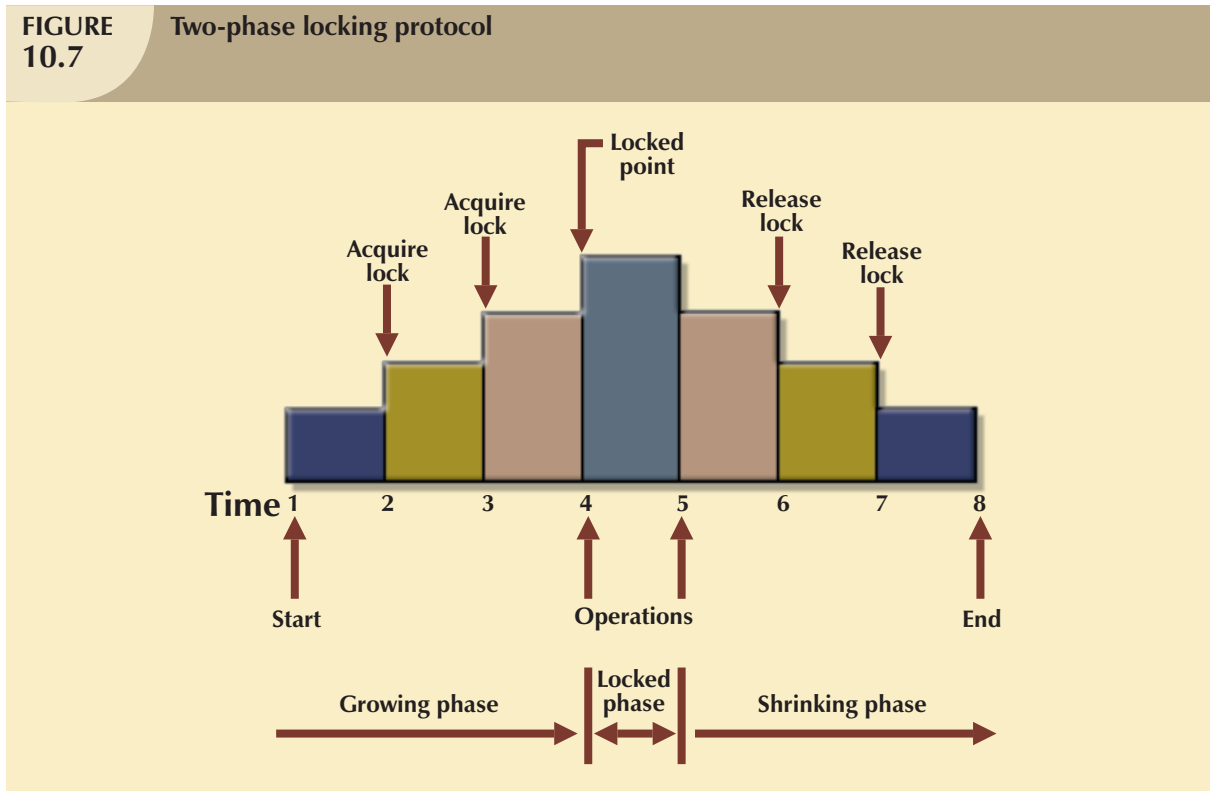 FIGURE
10.7
Two-phase locking protocol
Locked
point
Acquire
lock
Release
lock
Acquire
lock
Release
lock
Time 1 2 3 4 5 6 7 8
Start
Operations
End
Growing phase
Locked
phase
Shrinking phase